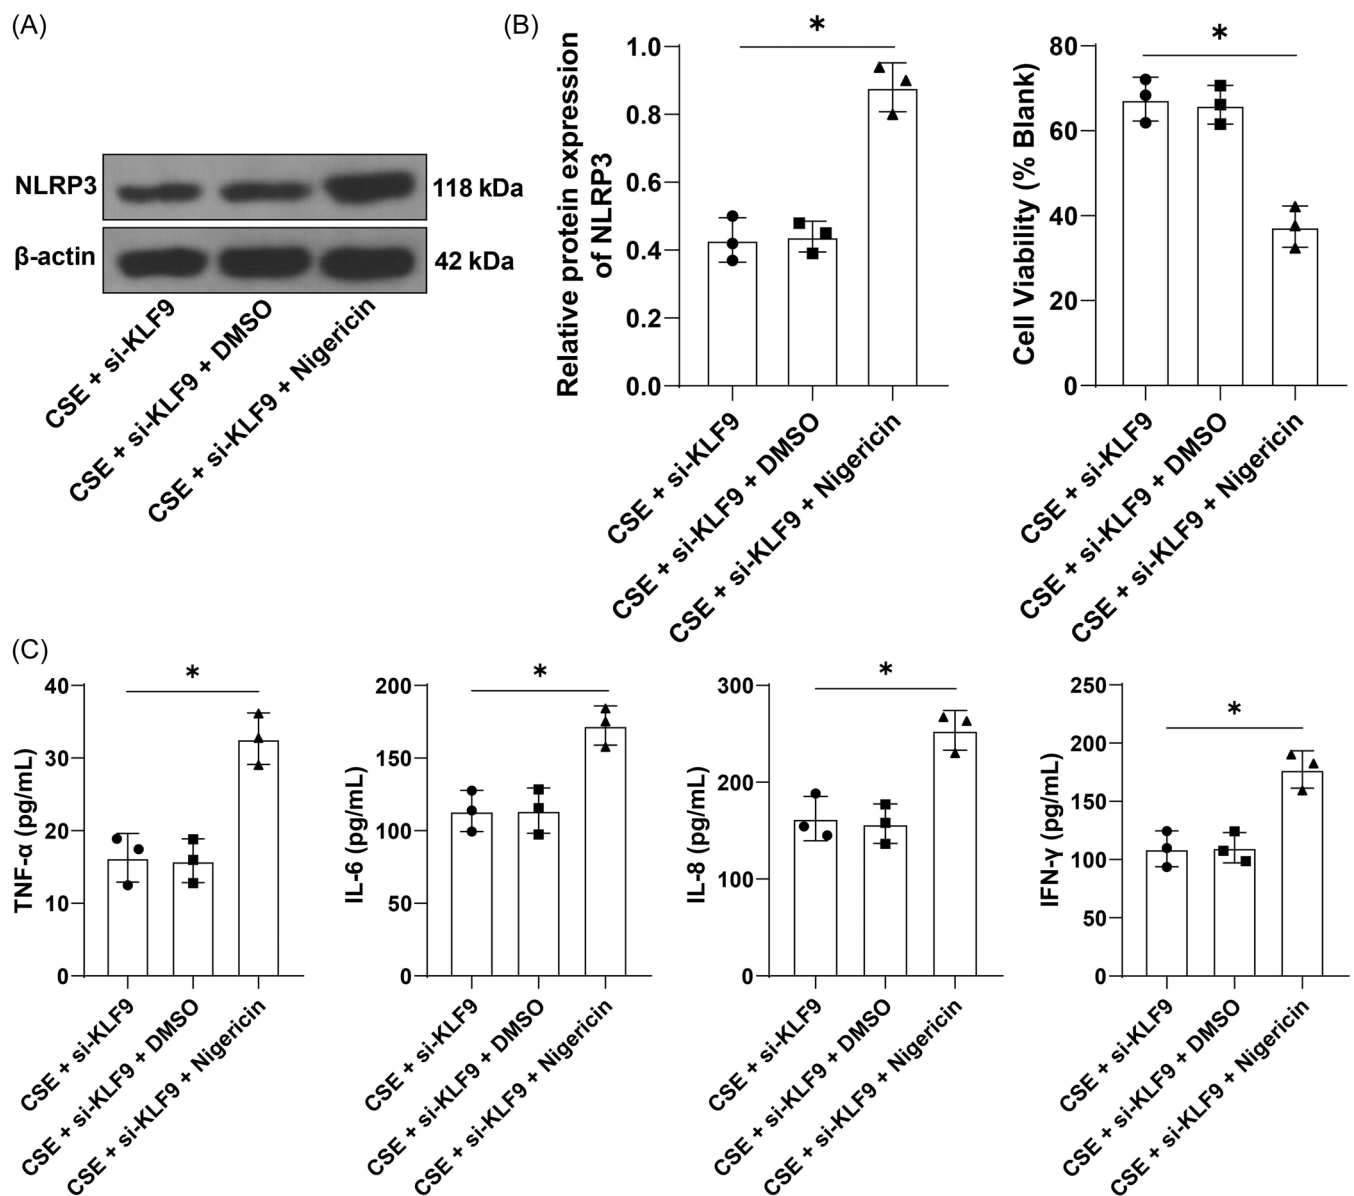 (A)
NLRP3
118 kDa
β-actin
42 kDa
CSE + si-KLF9
CSE + si-KLF9 + DMSO
CSE + si-KLF9 + Nigericin
(B)
Relative protein expression
of NLRP3
1.0
0.8
0.6
0.4
0.2
0.0
*
CSE + si-KLF9
CSE + si-KLF9 + DMSO
CSE + si-KLF9 + Nigericin
Cell Viability (% Blank)
80
60
40
20
0
*
CSE + si-KLF9
CSE + si-KLF9 + DMSO
CSE + si-KLF9 + Nigericin
(C)
TNF-α (pg/mL)
40
30
20
10
0
*
CSE + si-KLF9
CSE + si-KLF9 + DMSO
CSE + si-KLF9 + Nigericin
IL-6 (pg/mL)
200
150
100
50
0
*
CSE + si-KLF9
CSE + si-KLF9 + DMSO
CSE + si-KLF9 + Nigericin
IL-8 (pg/mL)
300
200
100
0
*
CSE + si-KLF9
CSE + si-KLF9 + DMSO
CSE + si-KLF9 + Nigericin
IFN-γ (pg/mL)
250
200
150
100
50
0
*
CSE + si-KLF9
CSE + si-KLF9 + DMSO
CSE + si-KLF9 + Nigericin